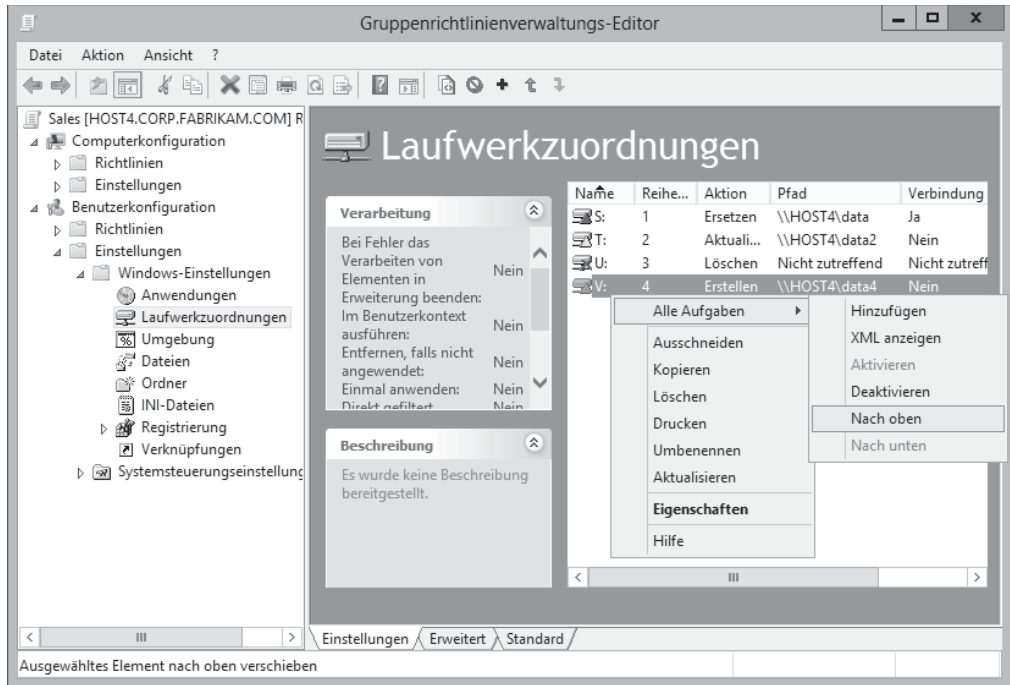 Gruppenrichtlinienverwaltungs-Editor
Datei Aktion Ansicht ?
Sales [HOST4.CORP.FABRIKAM.COM] R
Computerkonfiguration
Richtlinien
Einstellungen
Benutzerkonfiguration
Richtlinien
Einstellungen
Windows-Einstellungen
Anwendungen
Laufwerkzuordnungen
Umgebung
Dateien
Ordner
INI-Dateien
Registrierung
Verknüpfungen
Systemsteuerungseinstellung
Laufwerkzuordnungen
Verarbeitung
Bei Fehler das
Verarbeiten von
Elementen in
Erweiterung beenden: Nein
Im Benutzerkontext
ausführen: Nein
Entfernen, falls nicht
angewendet: Nein
Einmal anwenden: Nein
Direkt gefiltert Nein
Beschreibung
Es wurde keine Beschreibung
bereitgestellt.
Name Reihe... Aktion Pfad Verbindung
S: 1 Ersetzen \\HOST4\data Ja
T: 2 Aktuali... \\HOST4\data2 Nein
U: 3 Löschen Nicht zutreffend Nicht zutreff
V: 4 Erstellen \\HOST4\data4 Nein
Alle Aufgaben
Ausschneiden
Kopieren
Löschen
Drucken
Umbenennen
Aktualisieren
Eigenschaften
Hilfe
Hinzufügen
XML anzeigen
Aktivieren
Deaktivieren
Nach oben
Nach unten
Einstellungen Erweitert Standard
Ausgewähltes Element nach oben verschieben